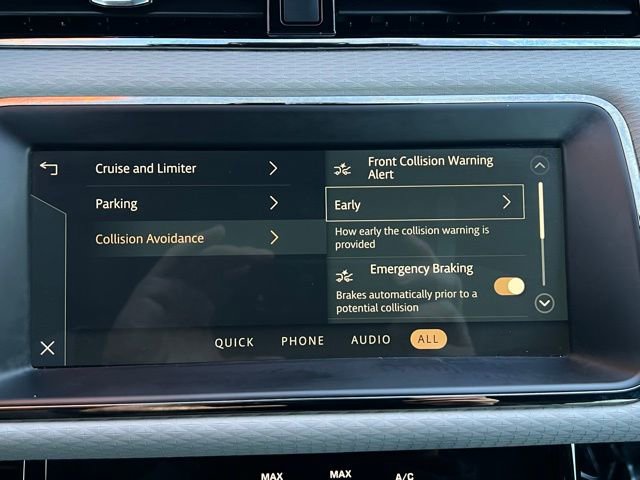 Cruise and Limiter
Parking
Collision Avoidance
Front Collision Warning
Alert
Early
How early the collision warning is
provided
Emergency Braking
Brakes automatically prior to a
potential collision
QUICK PHONE AUDIO ALL
MAX MAX A/C